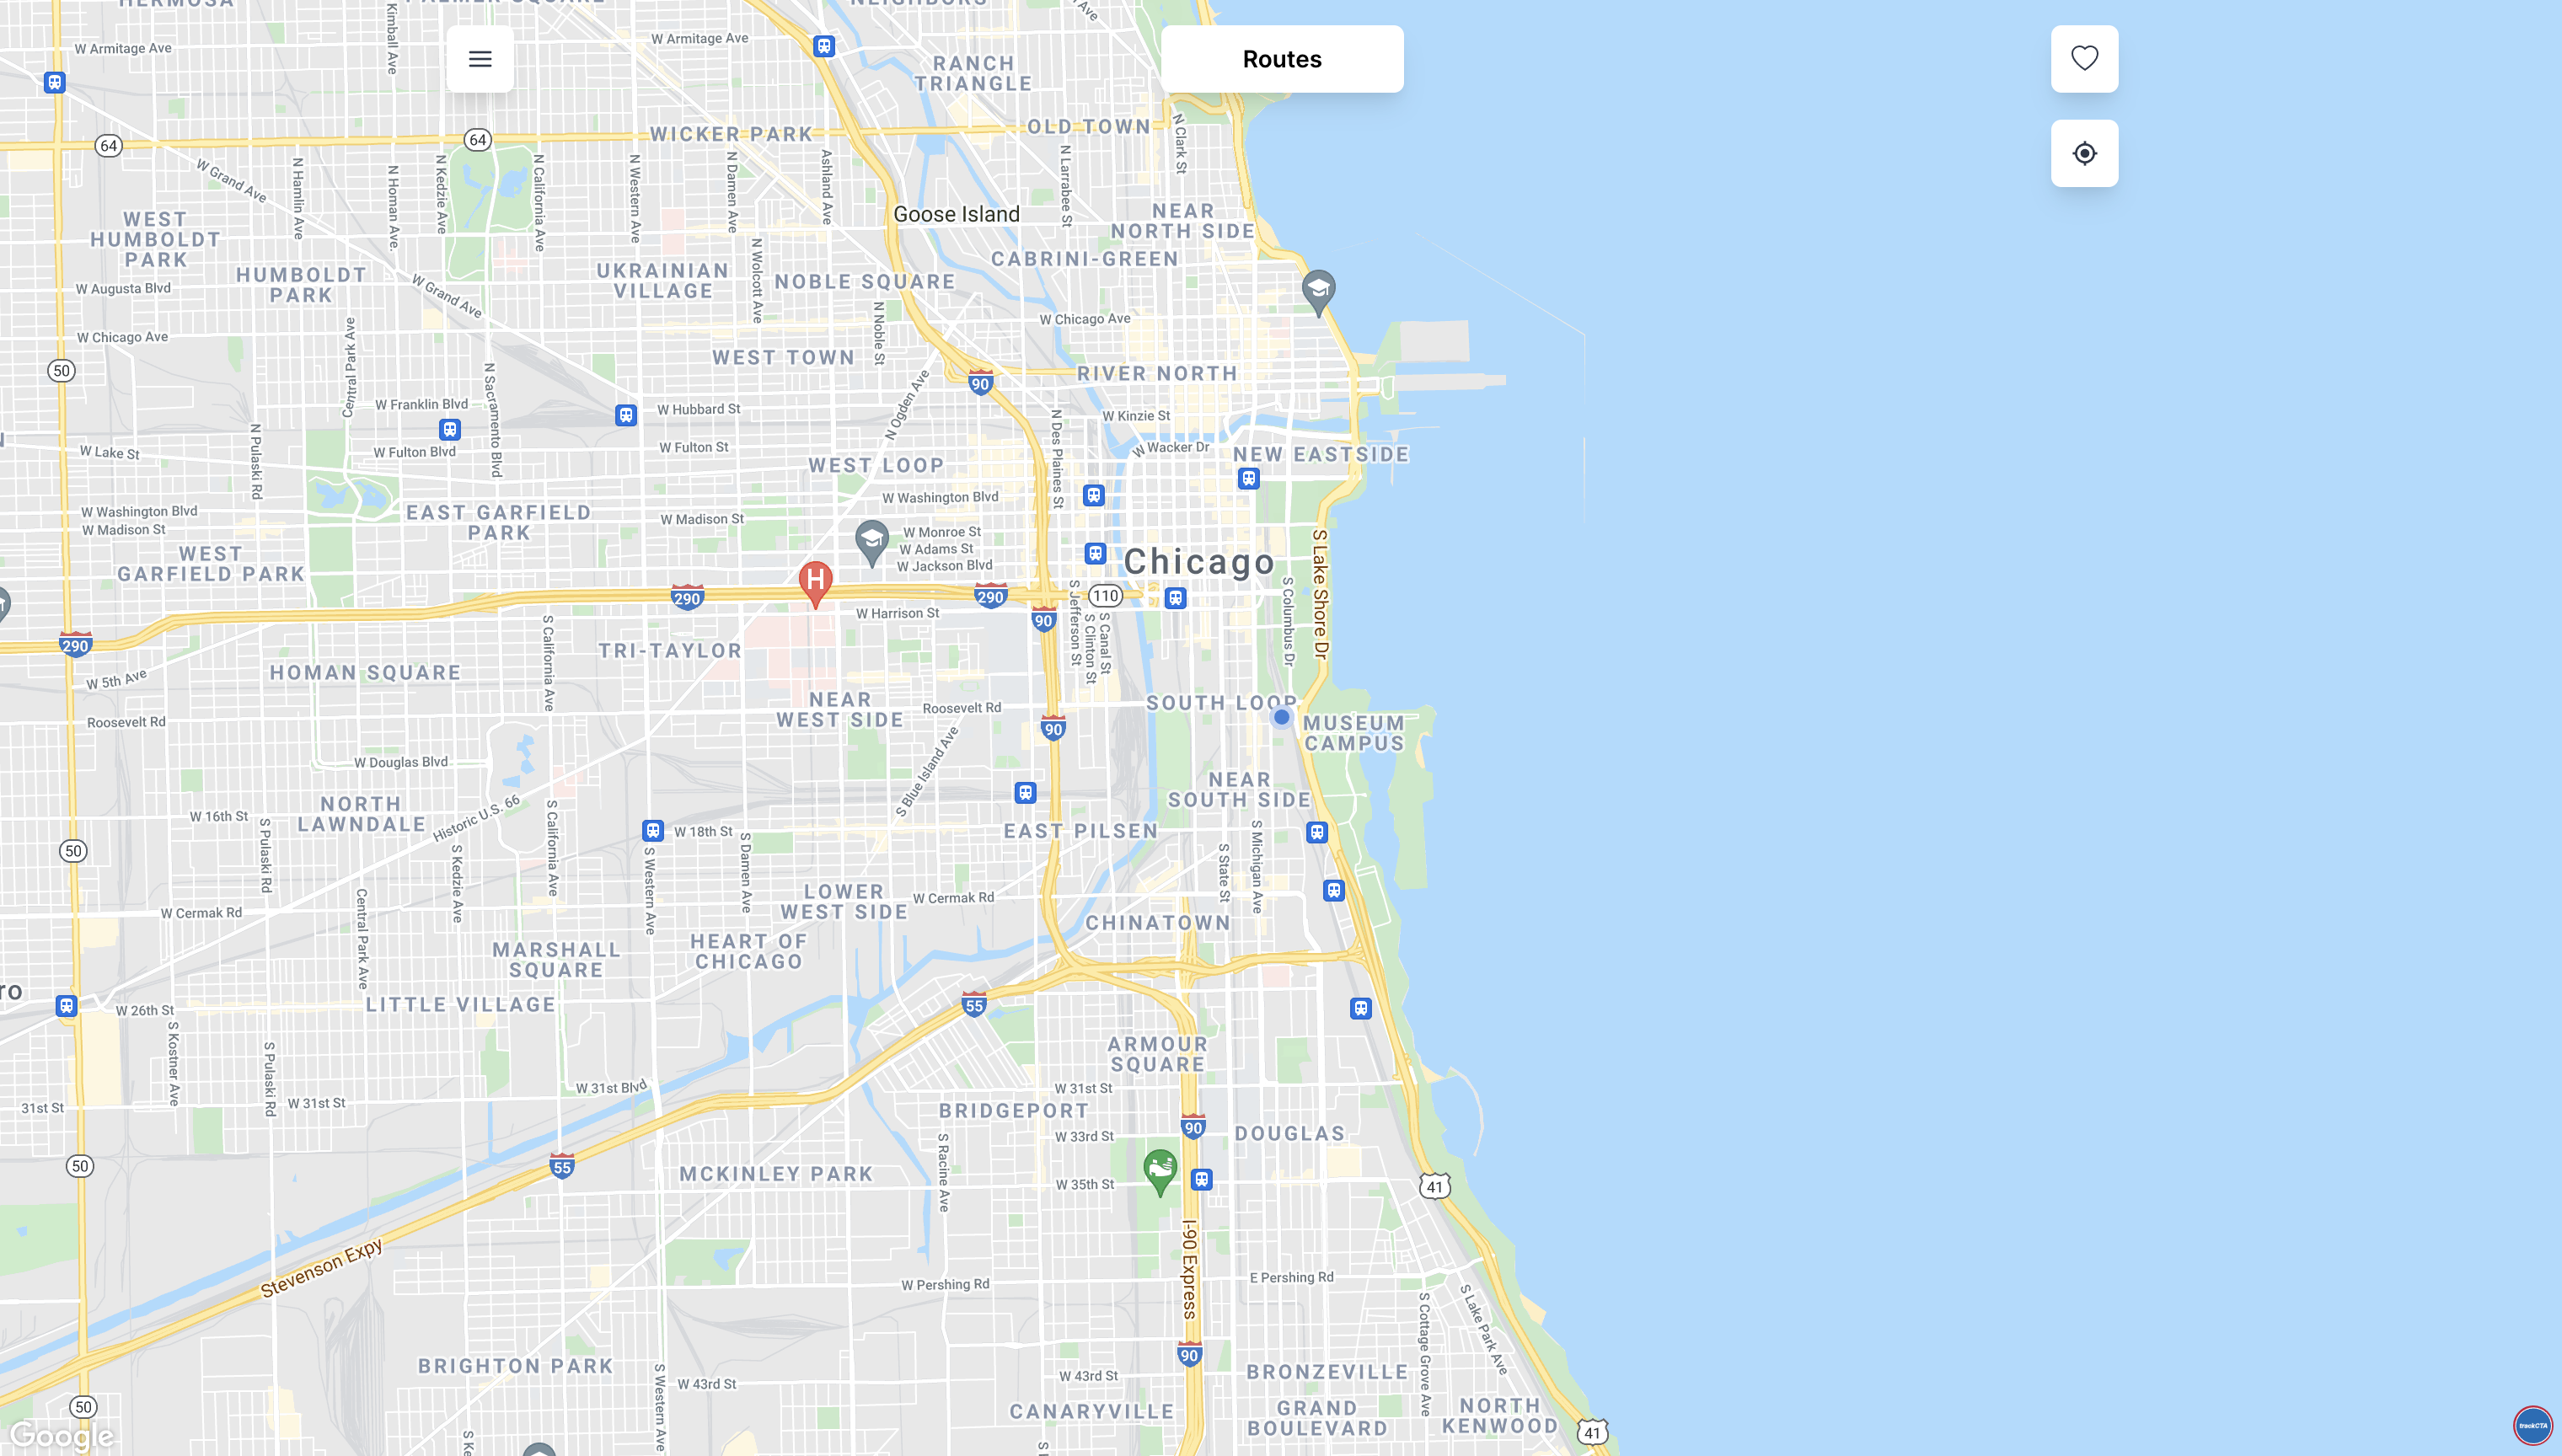 HERMOSA
W Armitage Ave
Kimball Ave
W Armitage Ave
Routes
RANCH
TRIANGLE
64
64
WICKER PARK
OLD TOWN
N Clark St
W Grand Ave
N Hamlin Ave
N Homan Ave.
N Kedzie Ave
N California Ave
N Western Ave
N Damen Ave
Ashland Ave
N Larrabee St
WEST
HUMBOLDT
PARK
Goose Island
NEAR
NORTH SIDE
HUMBOLDT
PARK
W Grand Ave
UKRAINIAN
VILLAGE
N Wolcott Ave
NOBLE SQUARE
CABRINI-GREEN
W Augusta Blvd
W Chicago Ave
Central Park Ave
N Noble St
W Chicago Ave
WEST TOWN
50
N Sacramento Blvd
N Ogden Ave
90
RIVER NORTH
W Franklin Blvd
W Hubbard St
W Kinzie St
N Pulaski Rd
W Lake St
W Fulton Blvd
W Fulton St
N Des Plaines St
W Wacker Dr
NEW EASTSIDE
WEST LOOP
W Washington Blvd
W Washington Blvd
W Madison St
EAST GARFIELD
PARK
W Madison St
W Monroe St
W Adams St
W Jackson Blvd
WEST
GARFIELD PARK
Chicago
S Lake Shore Dr
H
290
290
110
W Harrison St
90
S Jefferson St
S Clinton St
S Canal St
S Columbus Dr
290
S California Ave
TRI-TAYLOR
HOMAN SQUARE
W 5th Ave
NEAR
WEST SIDE
SOUTH LOOP
Roosevelt Rd
Roosevelt Rd
90
MUSEUM
CAMPUS
W Douglas Blvd
S Blue Island Ave
NEAR
SOUTH SIDE
NORTH
LAWNDALE
W 16th St
Historic U.S. 66
S California Ave
W 18th St
EAST PILSEN
50
S Pulaski Rd
S Kedzie Ave
S Western Ave
S Damen Ave
S State St
S Michigan Ave
W Cermak Rd
Central Park Ave
LOWER
WEST SIDE
W Cermak Rd
CHINATOWN
MARSHALL
SQUARE
HEART OF
CHICAGO
ro
LITTLE VILLAGE
W 26th St
55
S Kostner Ave
S Pulaski Rd
ARMOUR
SQUARE
W 31st Blvd
W 31st St
31st St
W 31st St
BRIDGEPORT
90
DOUGLAS
W 33rd St
50
55
MCKINLEY PARK
S Racine Ave
W 35th St
41
Stevenson Expy
I-90 Express
W Pershing Rd
E Pershing Rd
S Cottage Grove Ave
S Lake Park Ave
90
BRIGHTON PARK
S Western Ave
W 43rd St
W 43rd St
BRONZEVILLE
50
CANARYVILLE
GRAND
BOULEVARD
NORTH
KENWOOD
41
Google
trackCTA